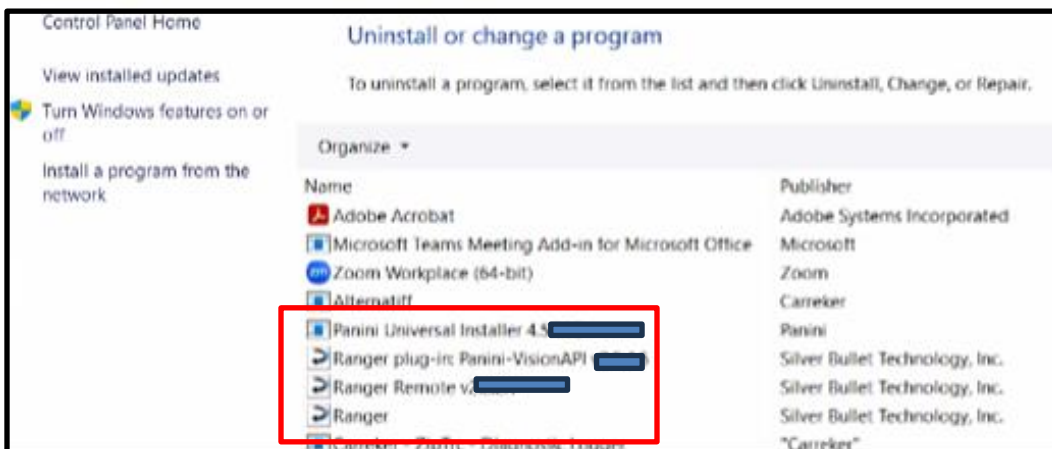 Control Panel Home
Uninstall or change a program
View installed updates
To uninstall a program, select it from the list and then click Uninstall, Change, or Repair.
Turn Windows features on or
off
Install a program from the
network
Organize
Name Publisher
Adobe Acrobat Adobe Systems Incorporated
Microsoft Teams Meeting Add-in for Microsoft Office Microsoft
Zoom Workplace (64-bit) Zoom
Alternatiff Carreker
Panini Universal Installer 4.5 Panini
Ranger plug-in: Panini-VisionAPI Silver Bullet Technology, Inc.
Ranger Remote Silver Bullet Technology, Inc.
Ranger Silver Bullet Technology, Inc.
Carreker - Diagnostic Logger "Carreker"